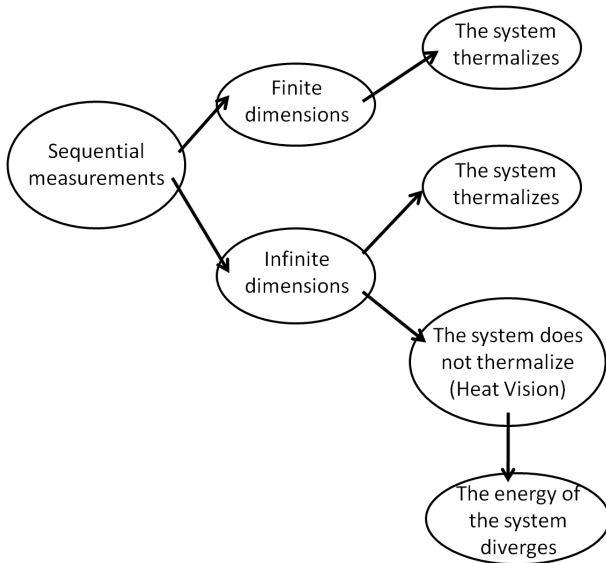 The system
thermalizes
Finite
dimensions
Sequential
measurements
The system
thermalizes
Infinite
dimensions
The system does
not thermalize
(Heat Vision)
The energy of
the system
diverges